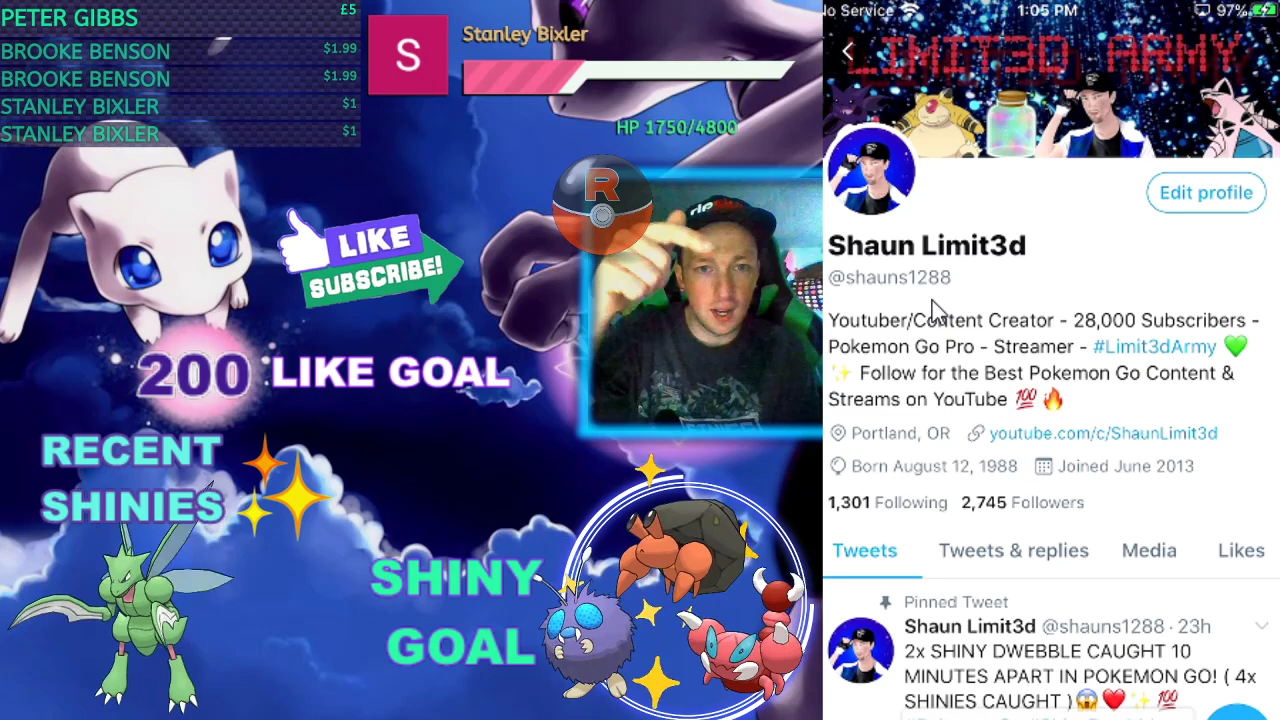 PETER GIBBS £5
BROOKE BENSON $1.99
BROOKE BENSON $1.99
STANLEY BIXLER $1
STANLEY BIXLER $1
S
Stanley Bixler
HP 1750/4800
R
LIKE
SUBSCRIBE!
200 LIKE GOAL
RECENT
SHINIES
SHINY
GOAL
No Service 1:05 PM 97%
LIMIT3D ARMY
Edit profile
Shaun Limit3d
@shauns1288
Youtuber/Content Creator - 28,000 Subscribers -
Pokemon Go Pro - Streamer - #Limit3dArmy 💚
✨ Follow for the Best Pokemon Go Content &
Streams on YouTube 💯🔥
Portland, OR youtube.com/c/ShaunLimit3d
Born August 12, 1988 Joined June 2013
1,301 Following 2,745 Followers
Tweets Tweets & replies Media Likes
Pinned Tweet
Shaun Limit3d @shauns1288 · 23h
2x SHINY DWEBBLE CAUGHT 10
MINUTES APART IN POKEMON GO! ( 4x
SHINIES CAUGHT )😱❤️✨💯